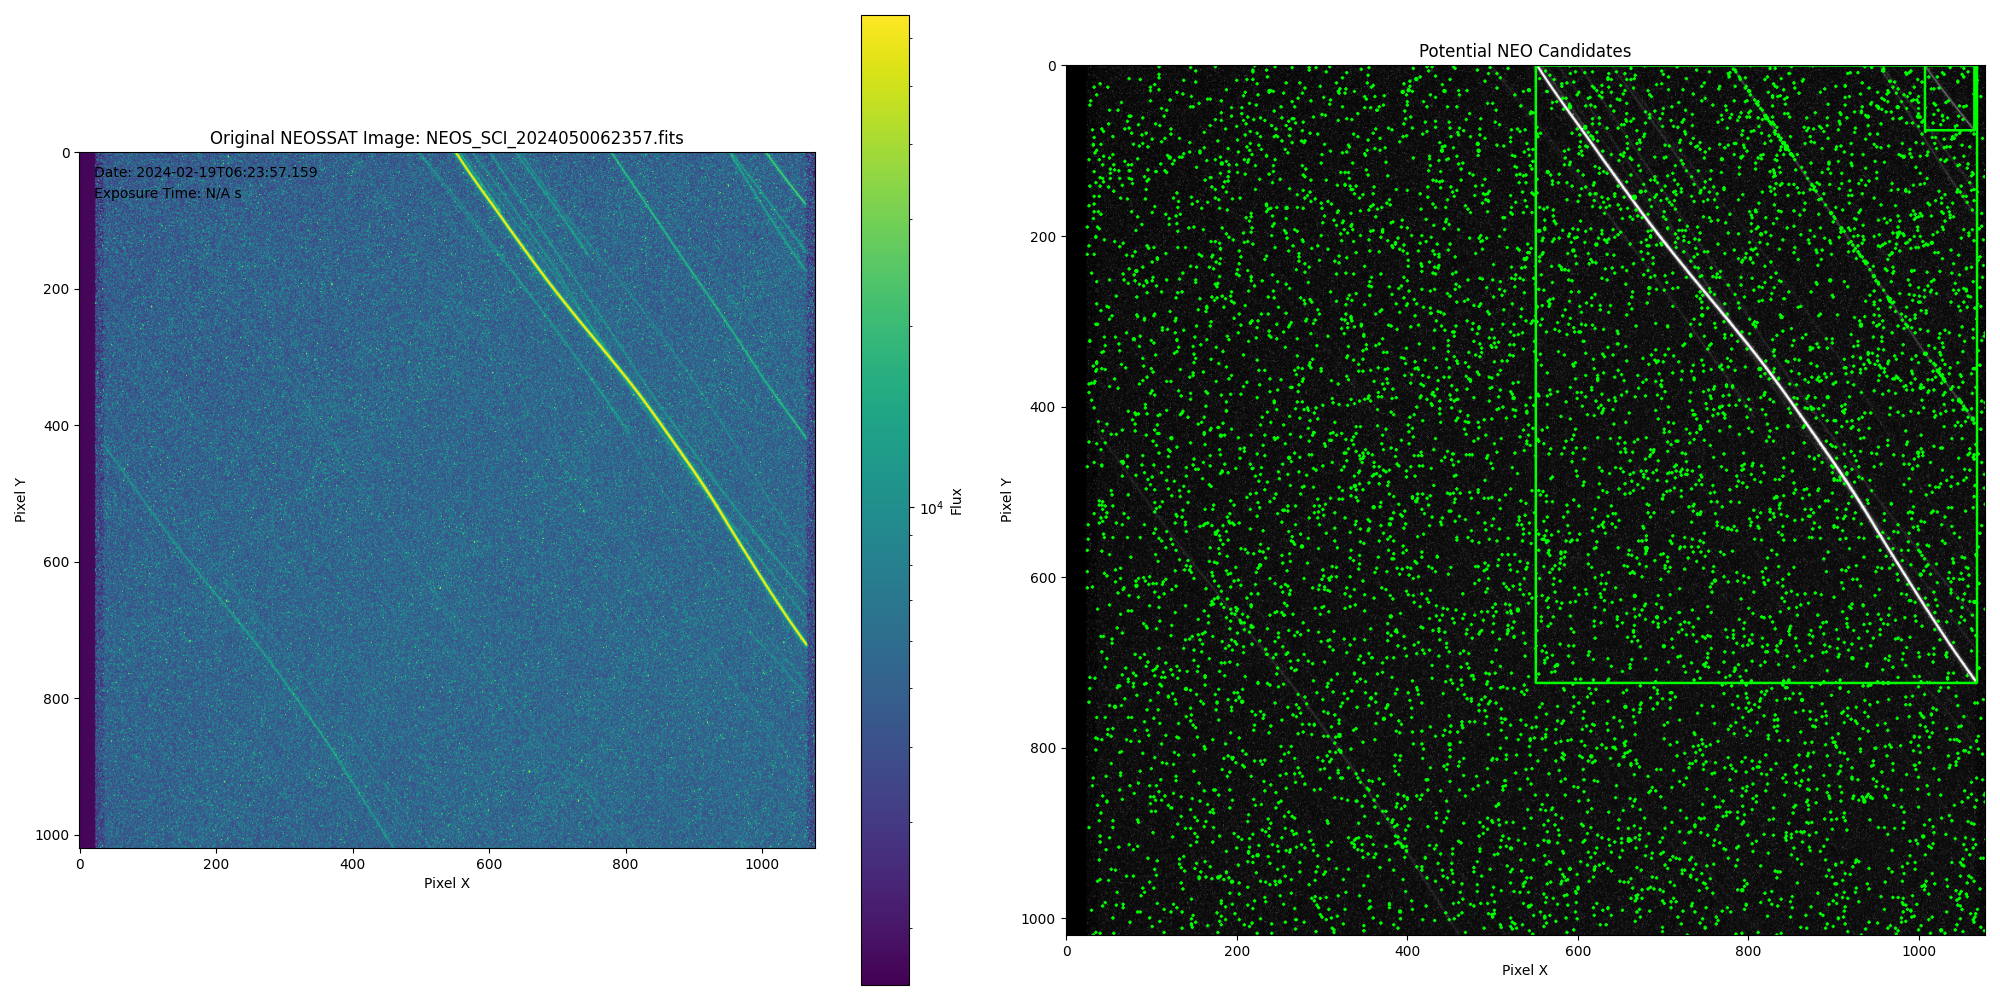 Original NEOSSAT Image: NEOS_SCI_2024050062357.fits
Date: 2024-02-19T06:23:57.159
Exposure Time: N/A s
0
200
400
600
800
1000
Pixel Y
0
200
400
600
800
1000
Pixel X
10^4
Flux
Potential NEO Candidates
0
200
400
600
800
1000
Pixel Y
0
200
400
600
800
1000
Pixel X